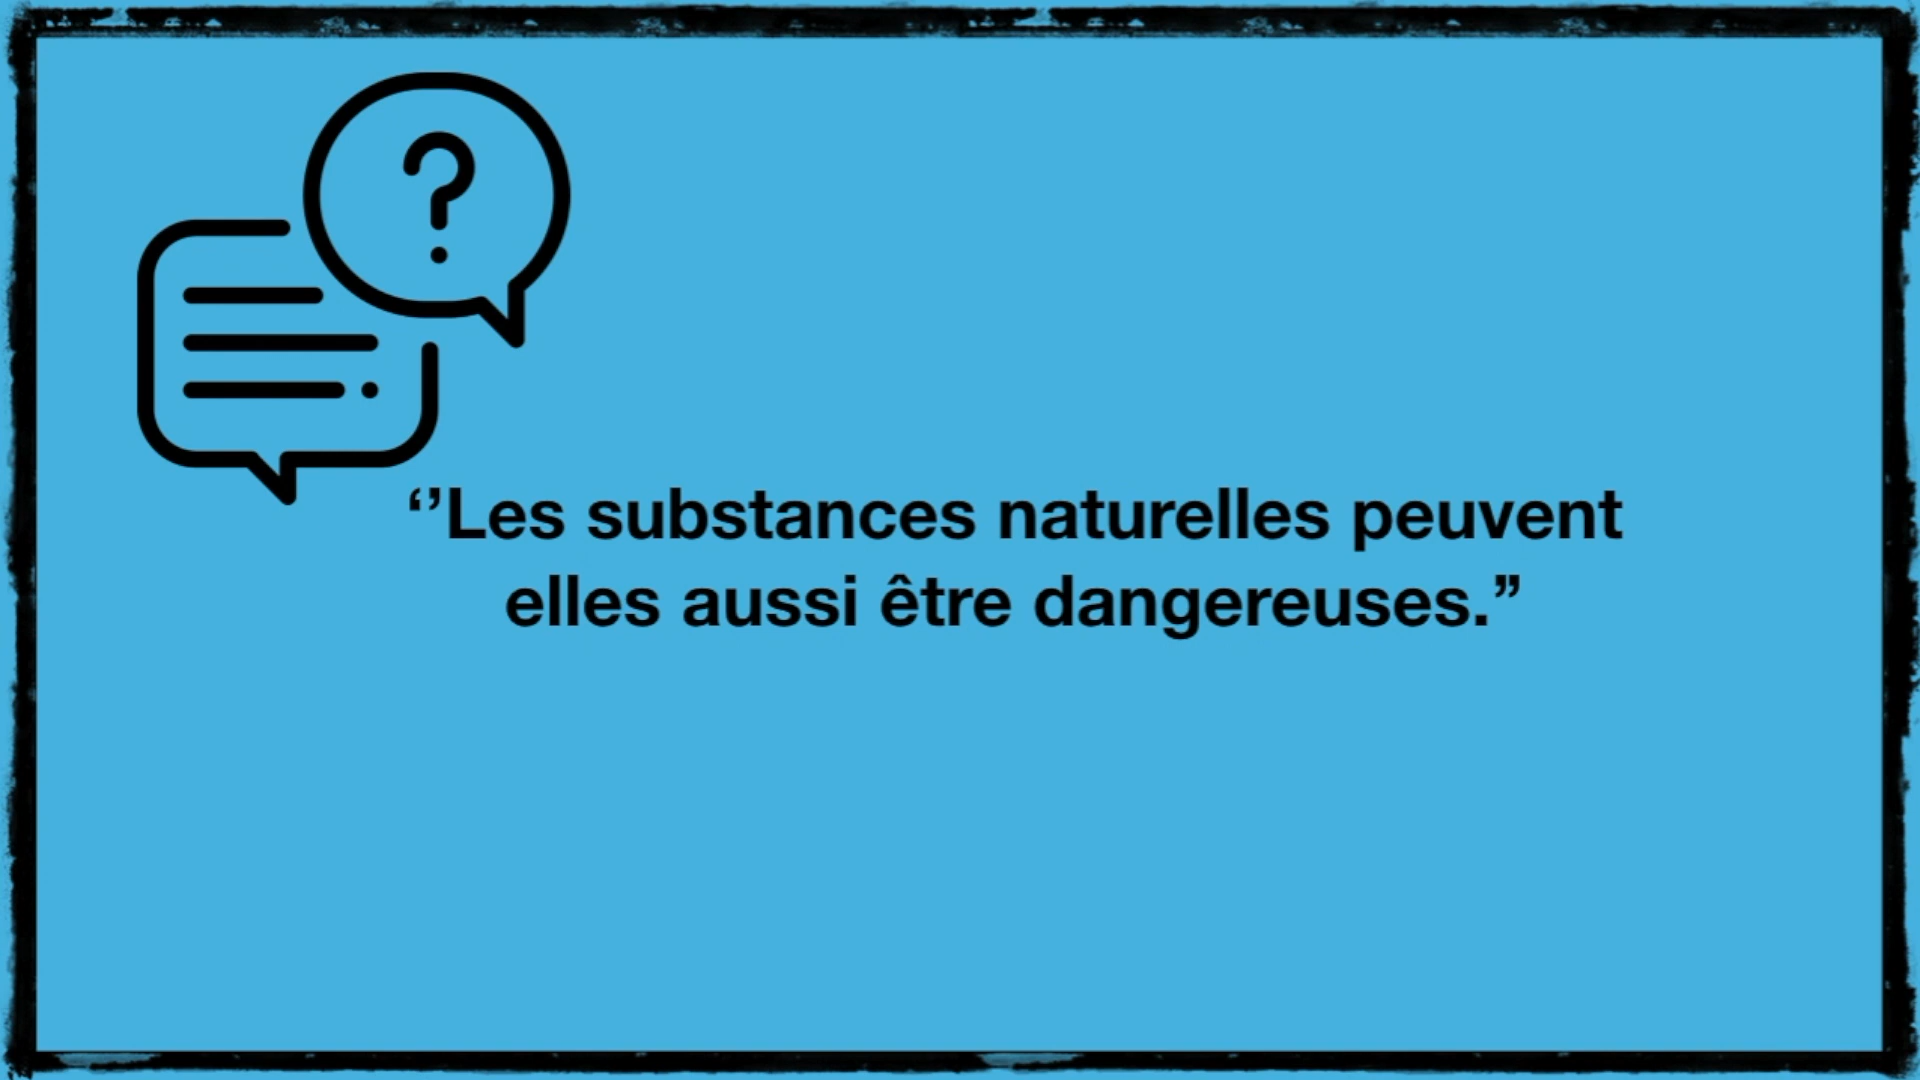 ?
‘’Les substances naturelles peuvent
elles aussi être dangereuses.”